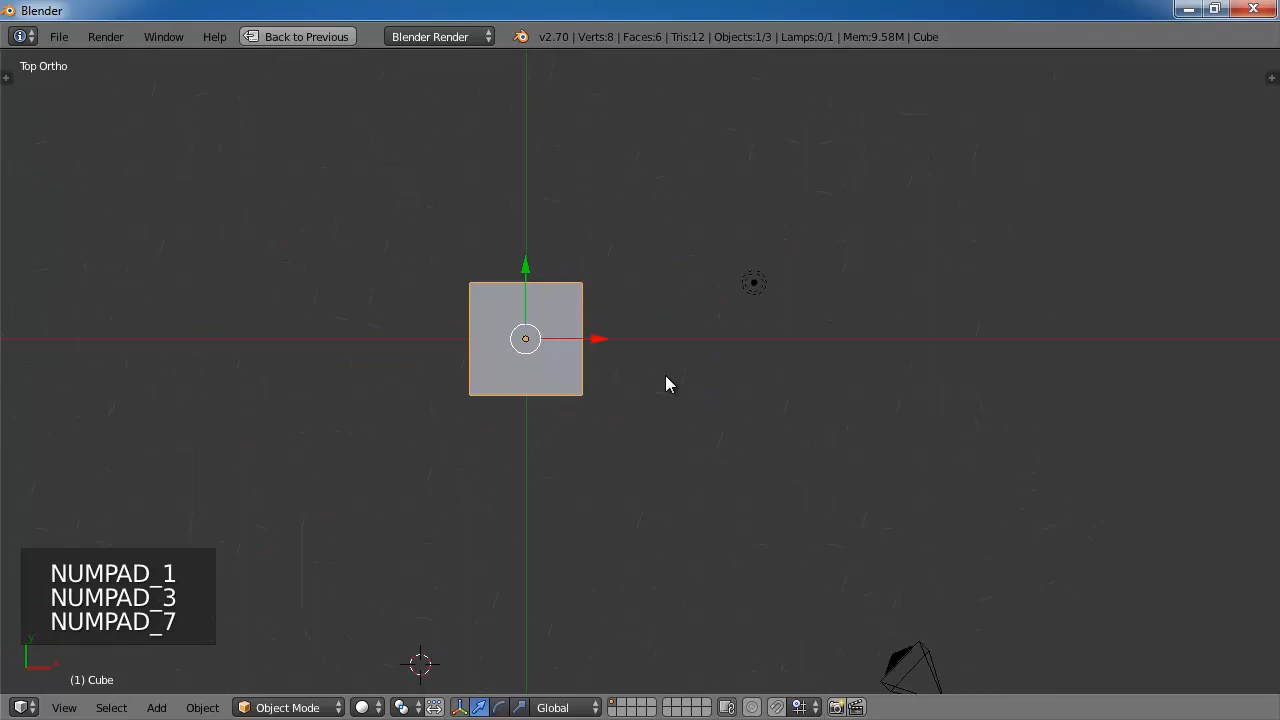 Blender
File Render Window Help Back to Previous Blender Render v2.70 | Verts:8 | Faces:6 | Tris:12 | Objects:1/3 | Lamps:0/1 | Mem:9.58M | Cube
Top Ortho
NUMPAD_1
NUMPAD_3
NUMPAD_7
y
x
(1) Cube
View Select Add Object Object Mode Global